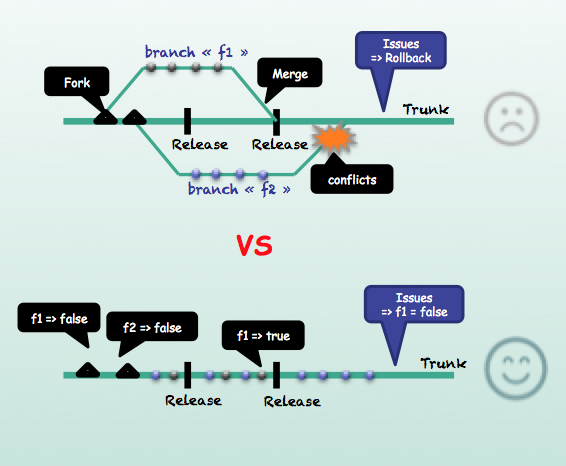 branch « f1 »
Issues
=> Rollback
Fork
Merge
Trunk
Release
Release
conflicts
branch « f2 »
VS
Issues
=> f1 = false
f1 => false
f2 => false
f1 => true
Trunk
Release
Release